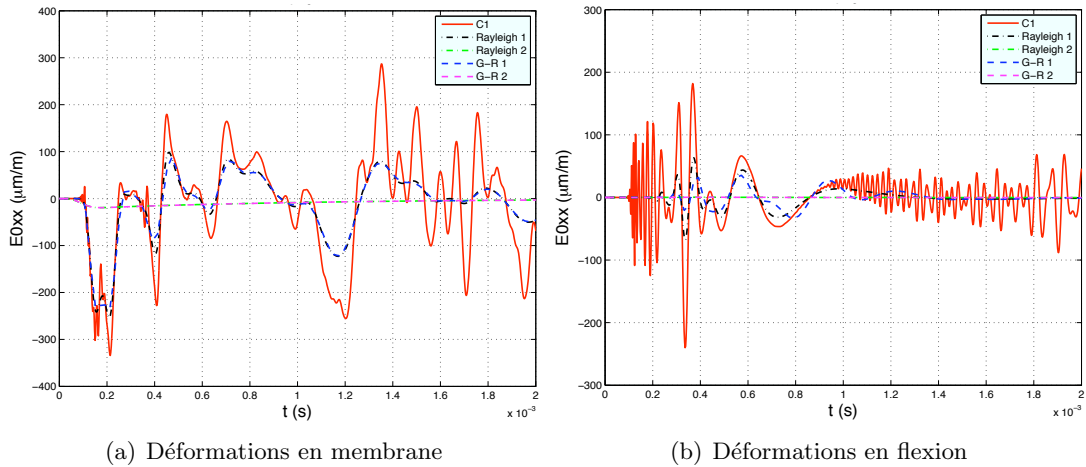 400
300
200
100
0
−100
−200
−300
−400
E0xx (μm/m)
0
0.2
0.4
0.6
0.8
1
1.2
1.4
1.6
1.8
2
x 10⁻³
t (s)
C1
Rayleigh 1
Rayleigh 2
G−R 1
G−R 2
(a) Déformations en membrane
300
200
100
0
−100
−200
−300
E0xx (μm/m)
0
0.2
0.4
0.6
0.8
1
1.2
1.4
1.6
1.8
2
x 10⁻³
t (s)
C1
Rayleigh 1
Rayleigh 2
G−R 1
G−R 2
(b) Déformations en flexion